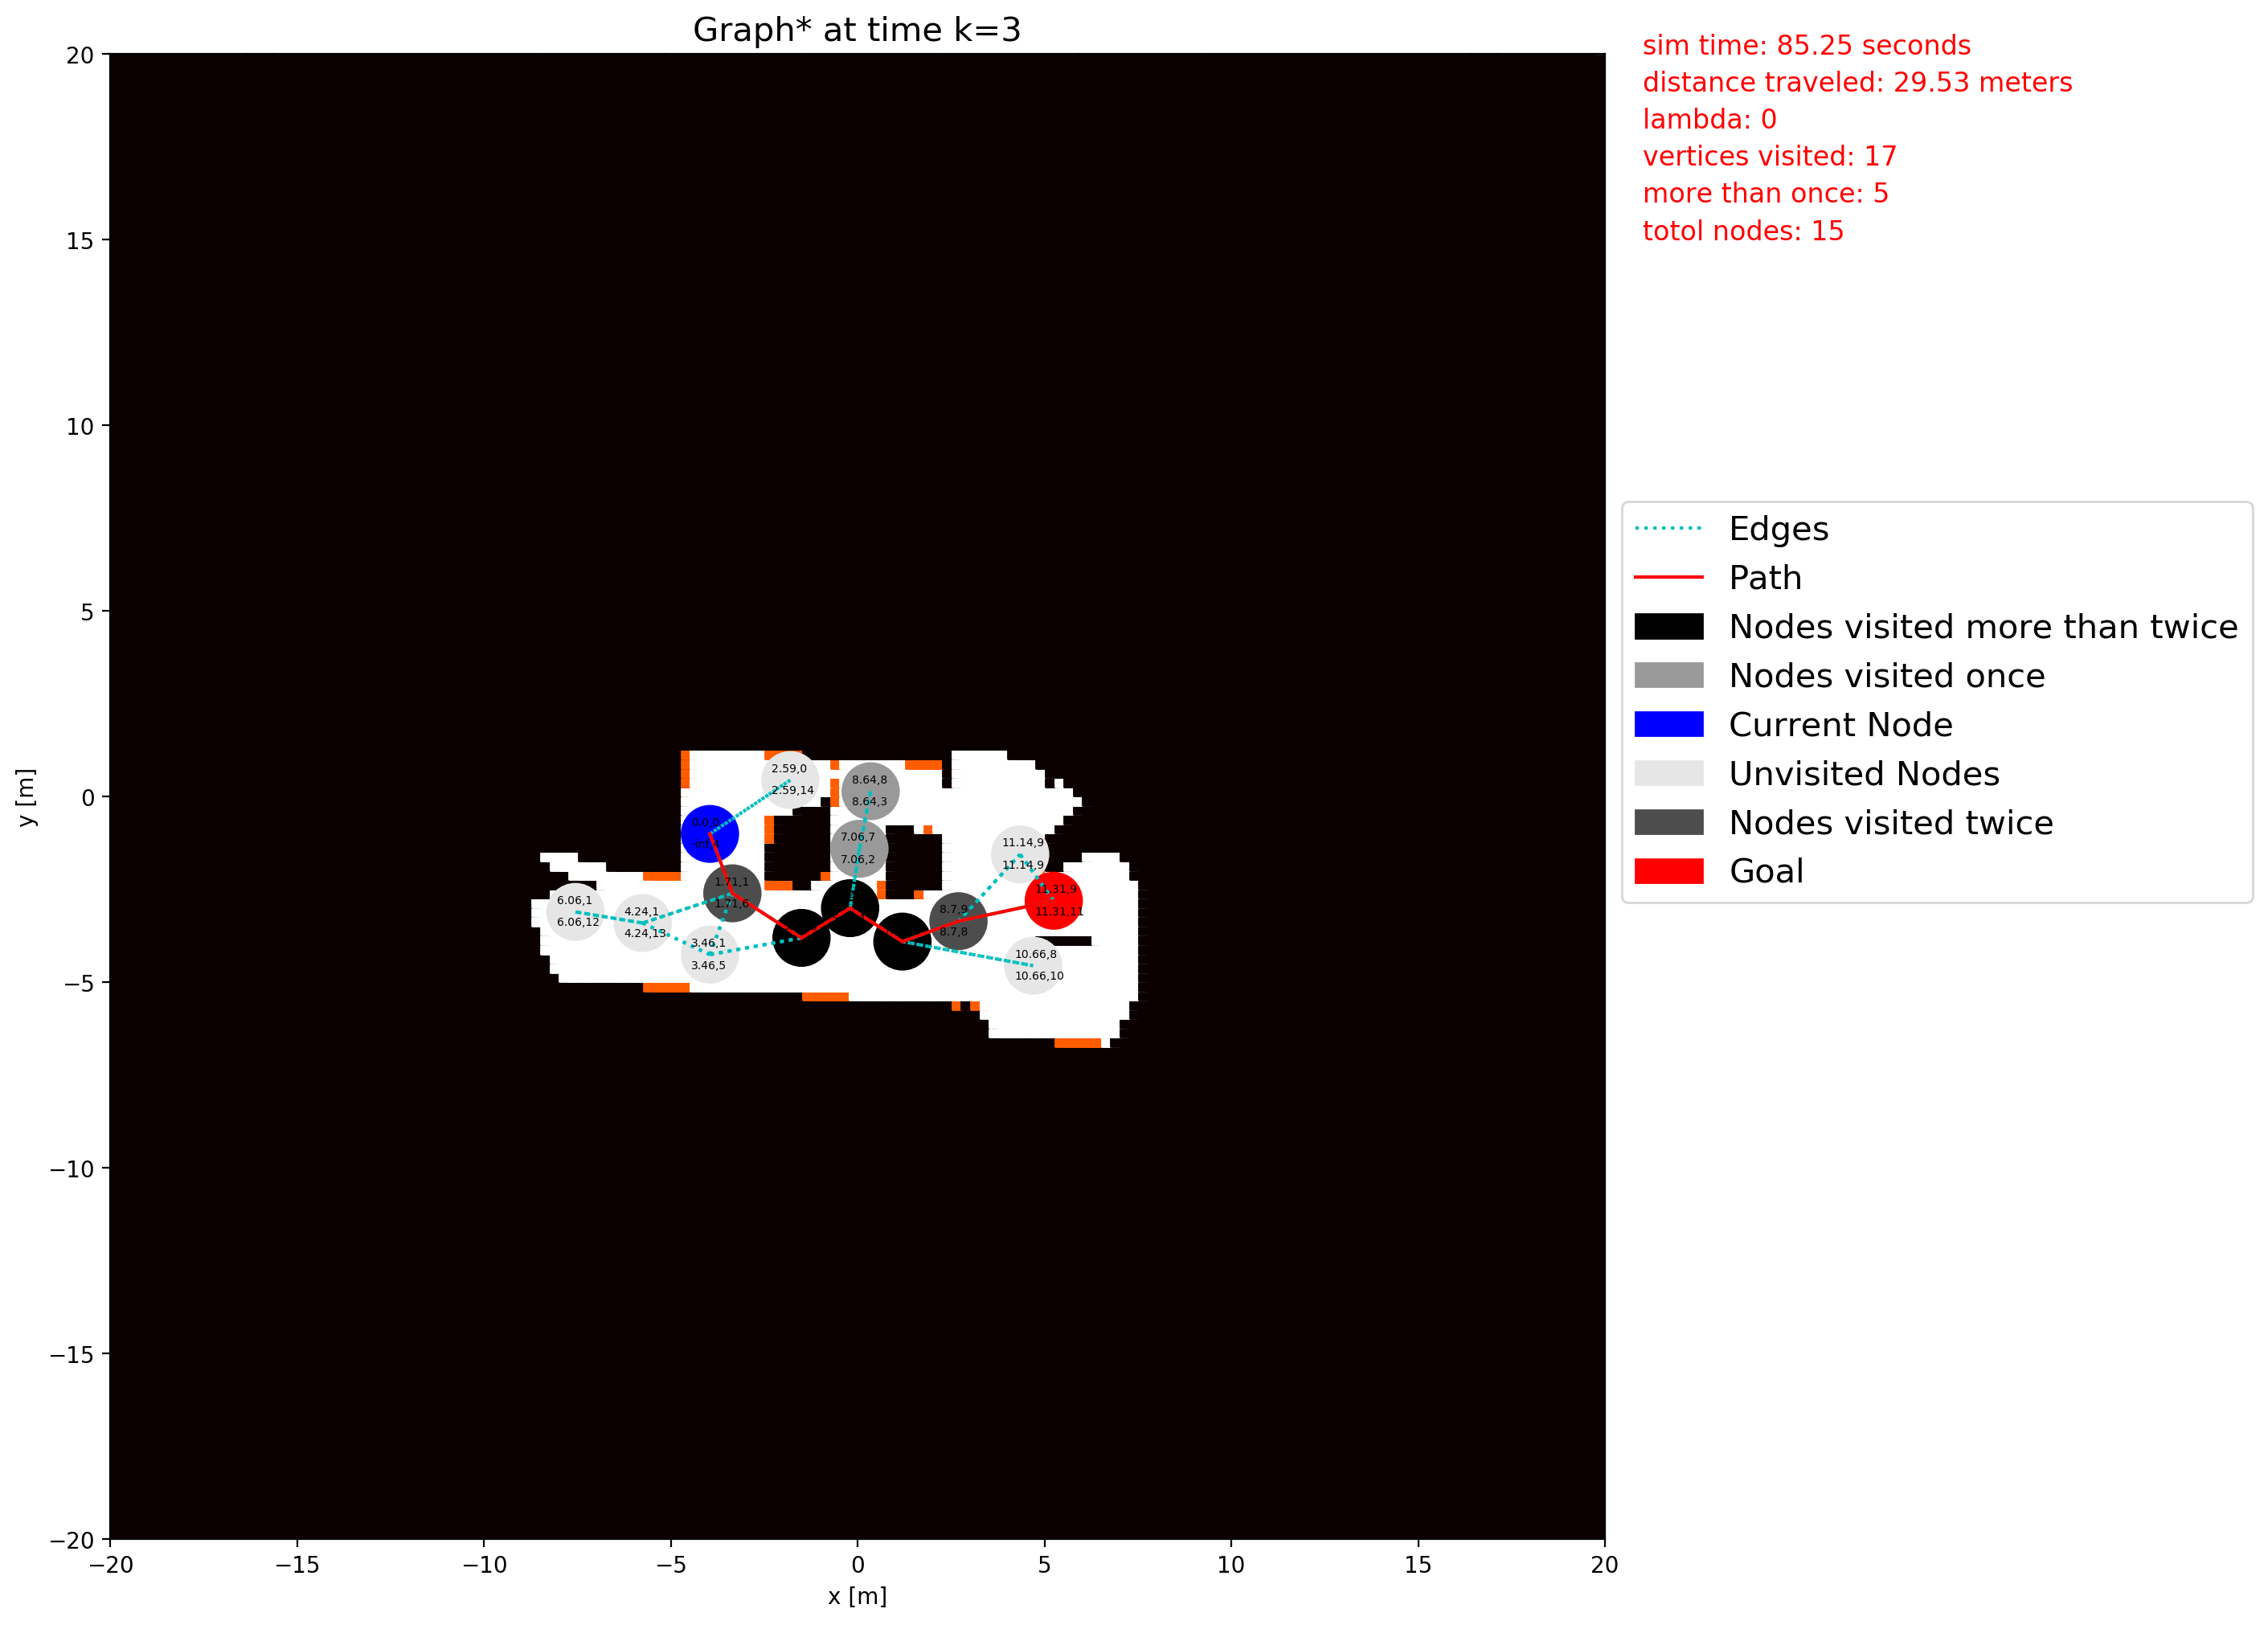 Graph* at time k=3
sim time: 85.25 seconds
distance traveled: 29.53 meters
lambda: 0
vertices visited: 17
more than once: 5
totol nodes: 15
Edges
Path
Nodes visited more than twice
Nodes visited once
Current Node
Unvisited Nodes
Nodes visited twice
Goal
20
15
10
5
0
−5
−10
−15
−20
y [m]
−20
−15
−10
−5
0
5
10
15
20
x [m]
2.59,0
2.59,14
8.64,8
8.64,3
0.0,0
7.06,7
7.06,2
11.14,9
11.14,9
1.71,1
1.71,6
11.31,9
11.31,11
6.06,1
6.06,12
4.24,1
4.24,13
8.7,9
8.7,8
3.46,1
3.46,5
10.66,8
10.66,10